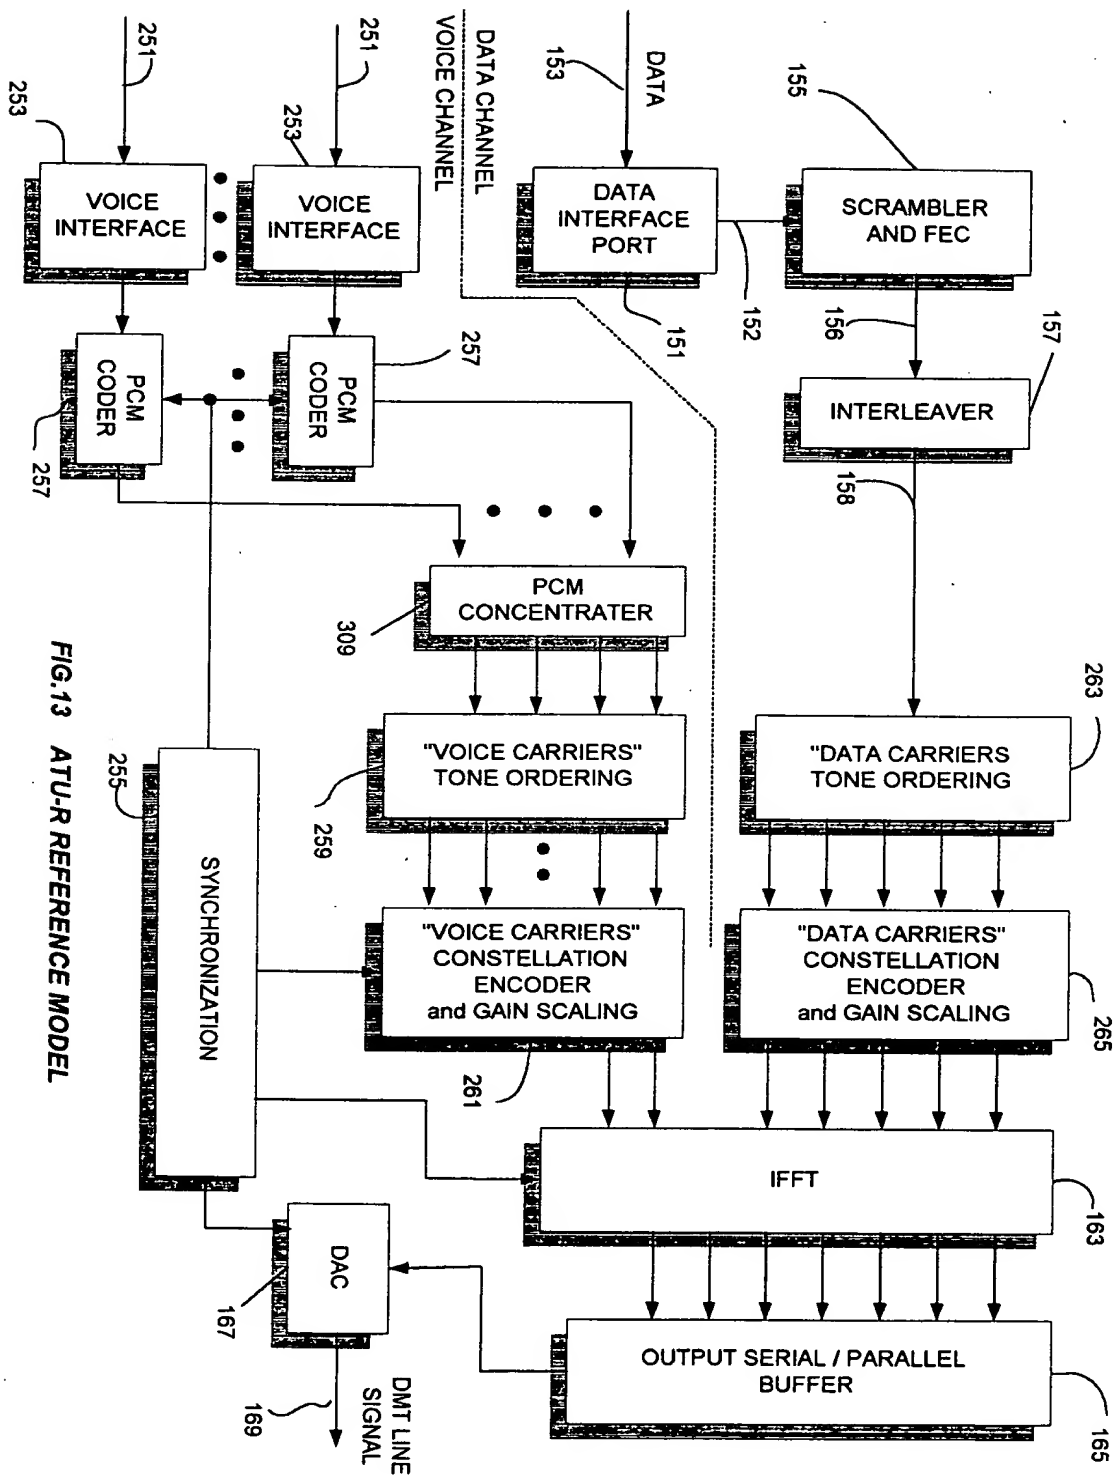 155
SCRAMBLER
AND FEC
156
157
INTERLEAVER
158
263
"DATA CARRIERS
TONE ORDERING
"DATA CARRIERS"
CONSTELLATION
ENCODER
and GAIN SCALING
265
DATA
153
DATA
INTERFACE
PORT
152
151
DATA CHANNEL
VOICE CHANNEL
IFFT
163
OUTPUT SERIAL / PARALLEL
BUFFER
165
251
253
VOICE
INTERFACE
257
PCM
CODER
251
253
VOICE
INTERFACE
PCM
CODER
257
PCM
CONCENTRATER
309
"VOICE CARRIERS"
TONE ORDERING
259
"VOICE CARRIERS"
CONSTELLATION
ENCODER
and GAIN SCALING
261
SYNCHRONIZATION
255
DAC
167
DMT LINE
SIGNAL
169
FIG.13 ATU-R REFERENCE MODEL